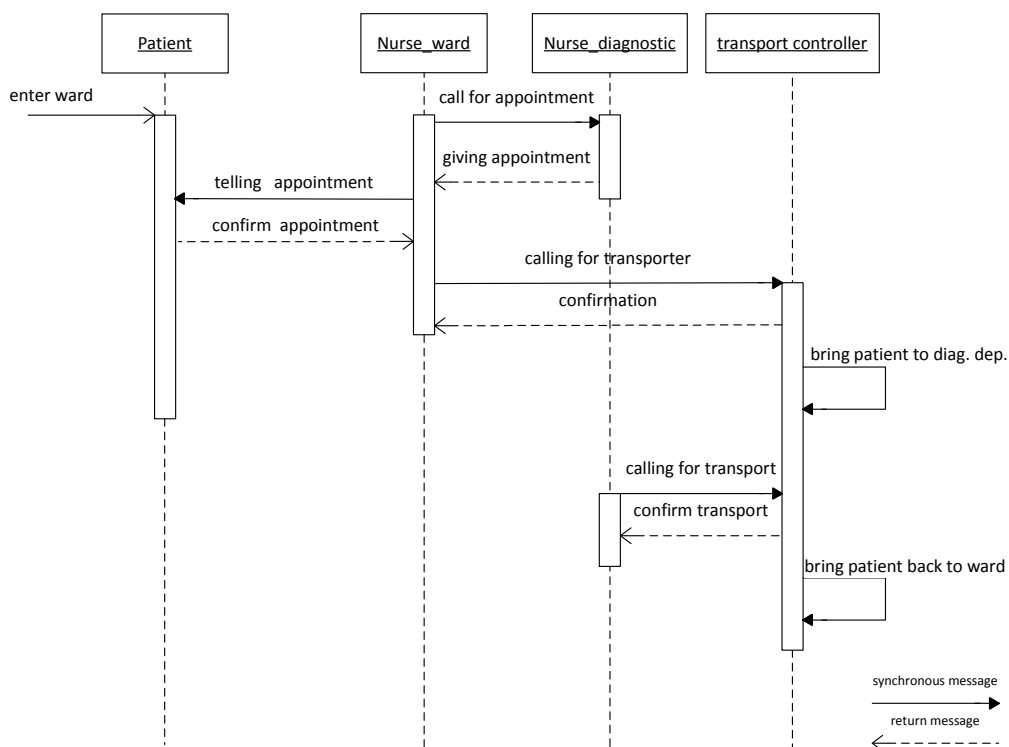 Patient
Nurse_ward
Nurse_diagnostic
transport controller
enter ward
call for appointment
giving appointment
telling appointment
confirm appointment
calling for transporter
confirmation
bring patient to diag. dep.
calling for transport
confirm transport
bring patient back to ward
synchronous message
return message